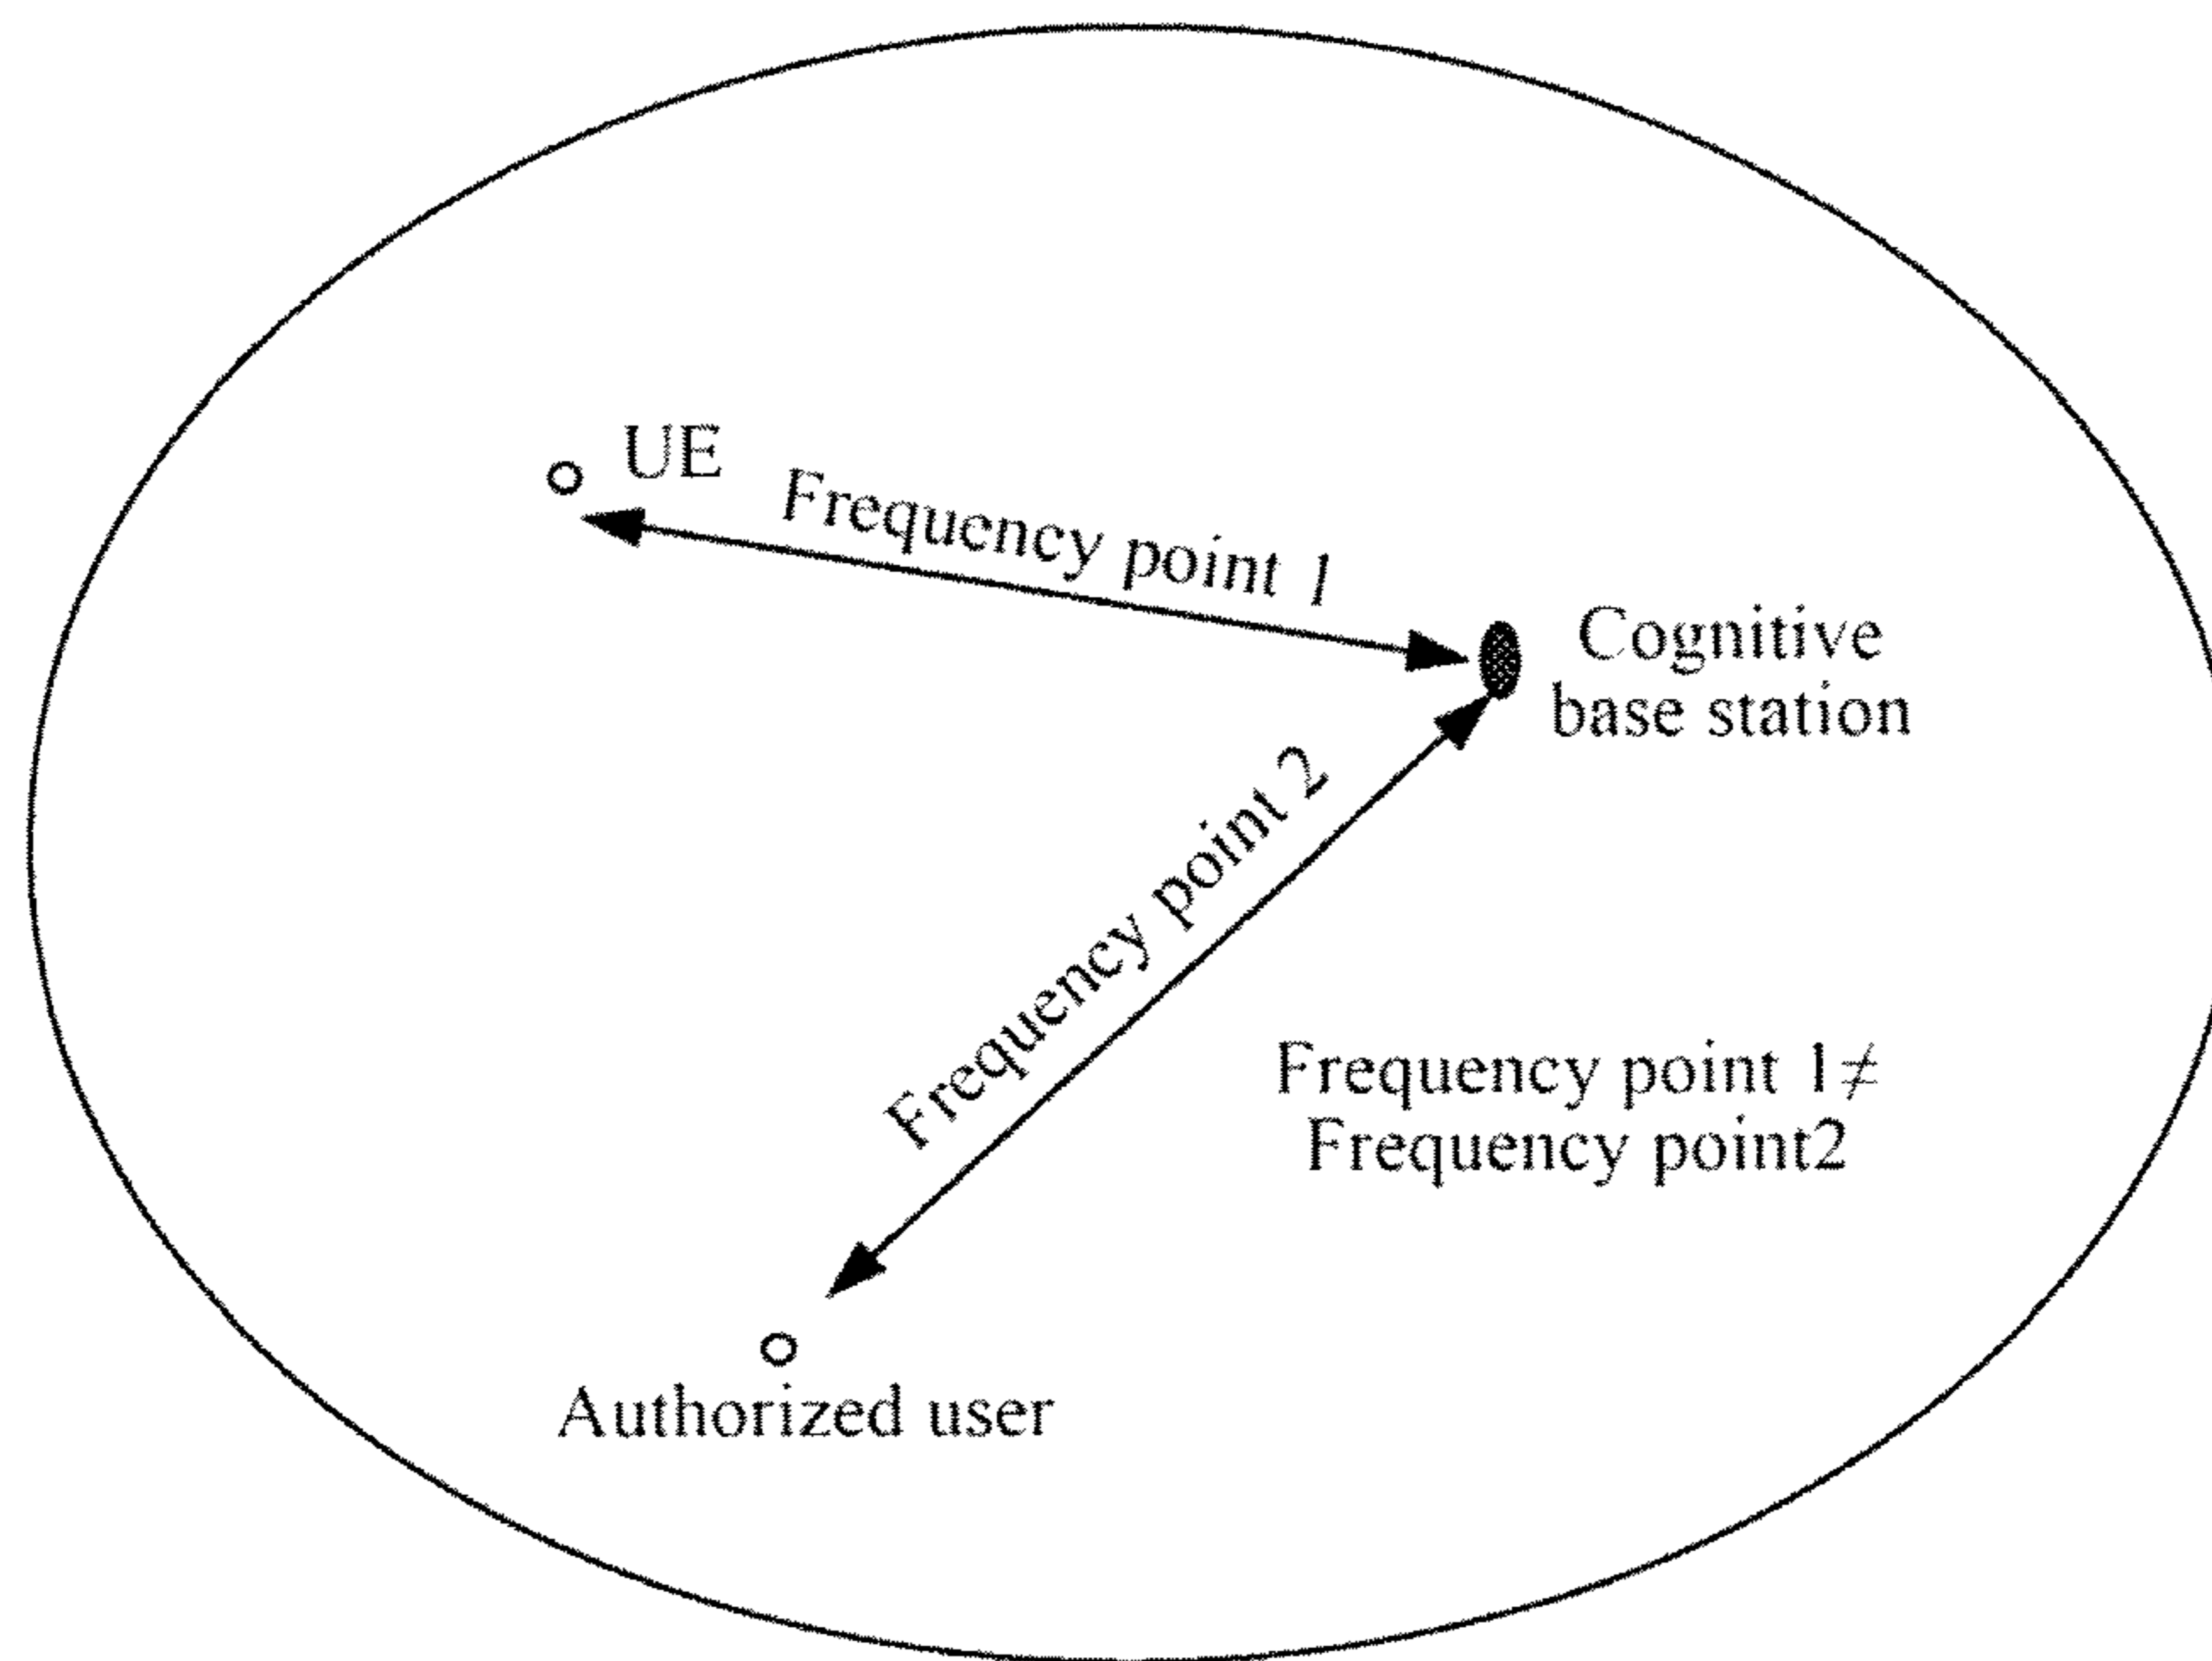 UE
Frequency point 1
Cognitive
base station
Frequency point 2
Frequency point 1≠
Frequency point2
Authorized user